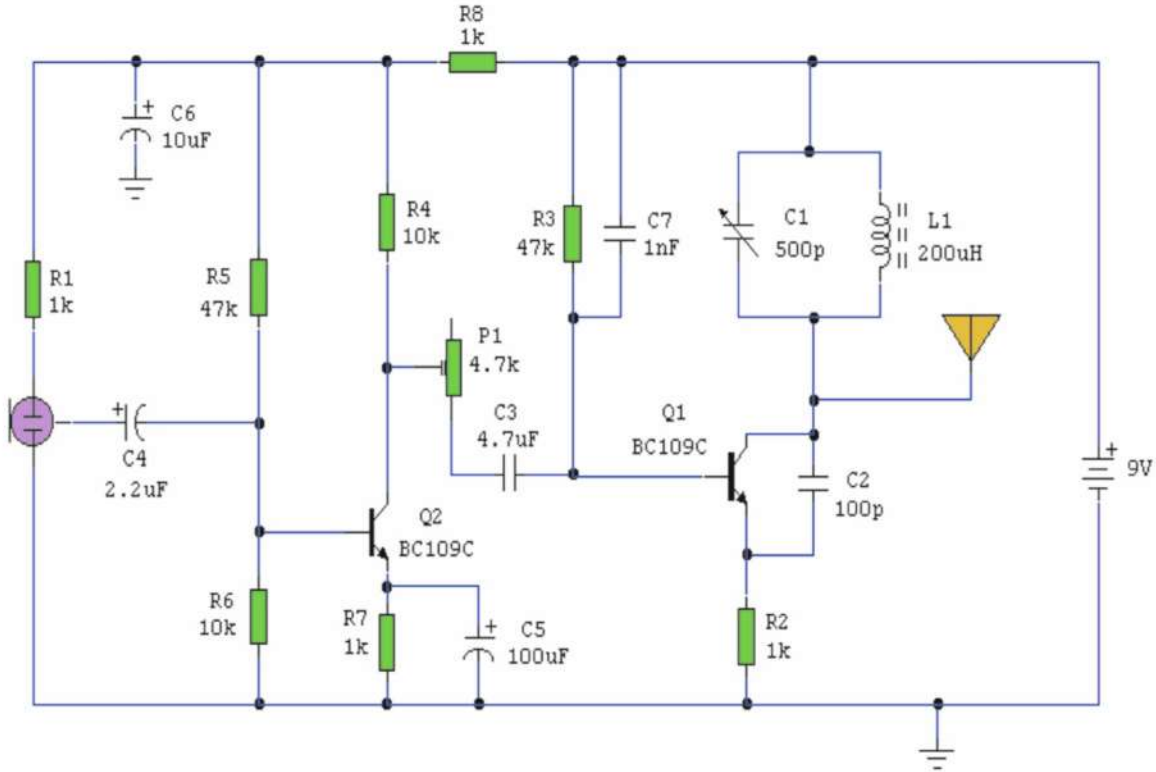 R8
1k
+
C6
10uF
R4
10k
R3
47k
C7
1nF
C1
500p
L1
200uH
R1
1k
R5
47k
P1
4.7k
+
C4
2.2uF
C3
4.7uF
Q1
BC109C
+
9V
C2
100p
Q2
BC109C
R6
10k
R7
1k
+
C5
100uF
R2
1k